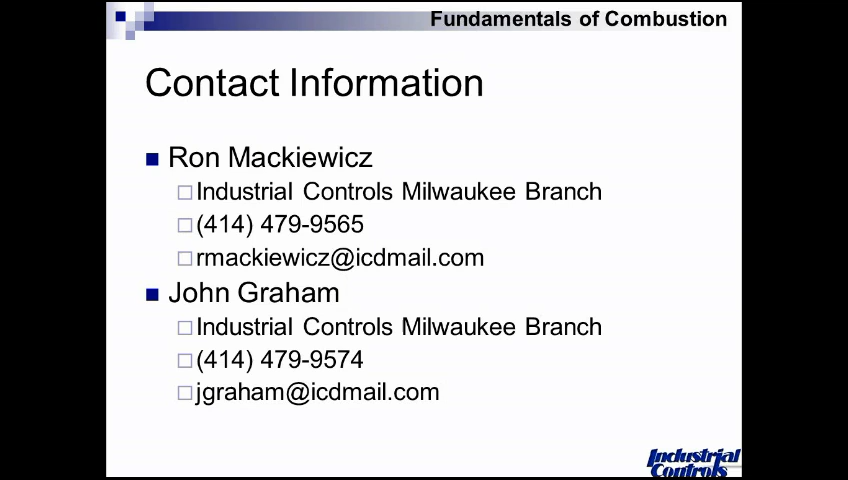 Fundamentals of Combustion
Contact Information
Ron Mackiewicz
Industrial Controls Milwaukee Branch
(414) 479-9565
rmackiewicz@icdmail.com
John Graham
Industrial Controls Milwaukee Branch
(414) 479-9574
jgraham@icdmail.com
Industrial
Controls